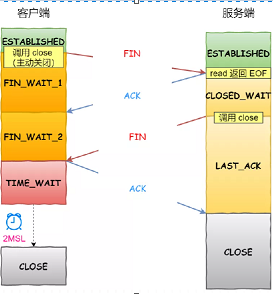 客户端
服务端
ESTABLISHED
调用 close
(主动关闭)
FIN
ESTABLISHED
read 返回 EOF
FIN_WAIT_1
ACK
CLOSED_WAIT
FIN_WAIT_2
FIN
调用 close
TIME_WAIT
ACK
LAST_ACK
2MSL
CLOSE
CLOSE